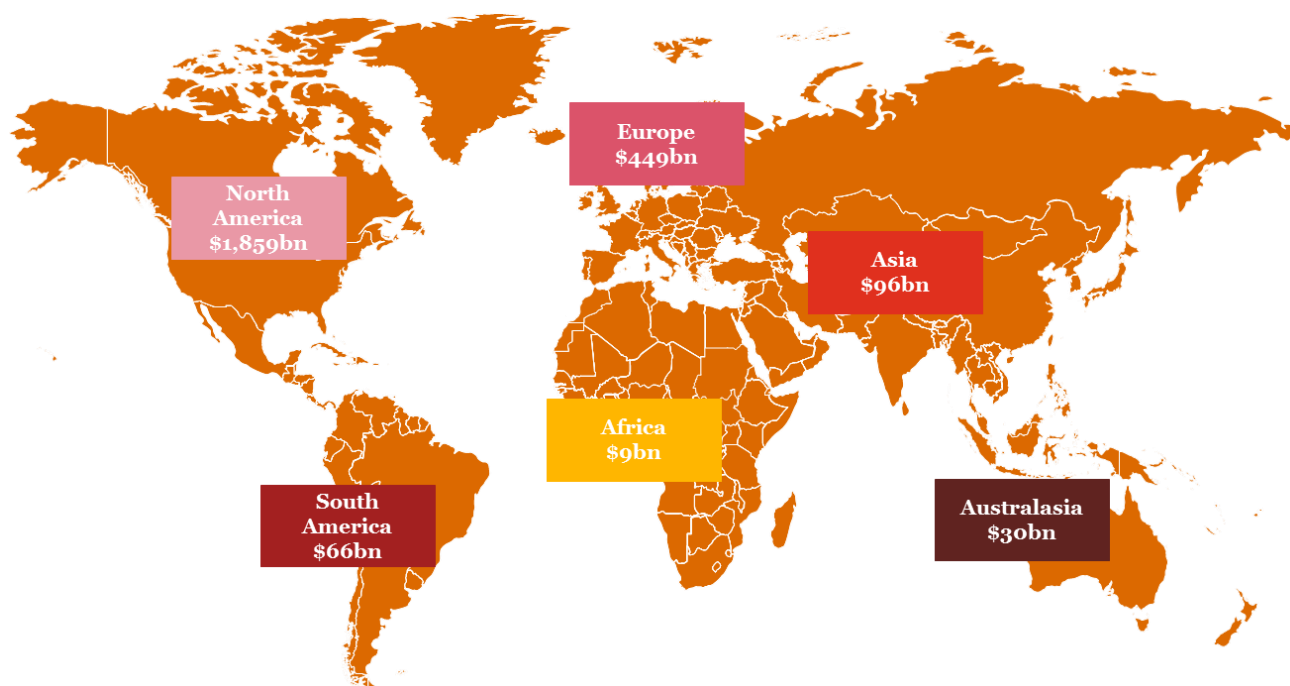 Europe
$449bn
North
America
$1,859bn
Asia
$96bn
Africa
$9bn
South
America
$66bn
Australasia
$30bn